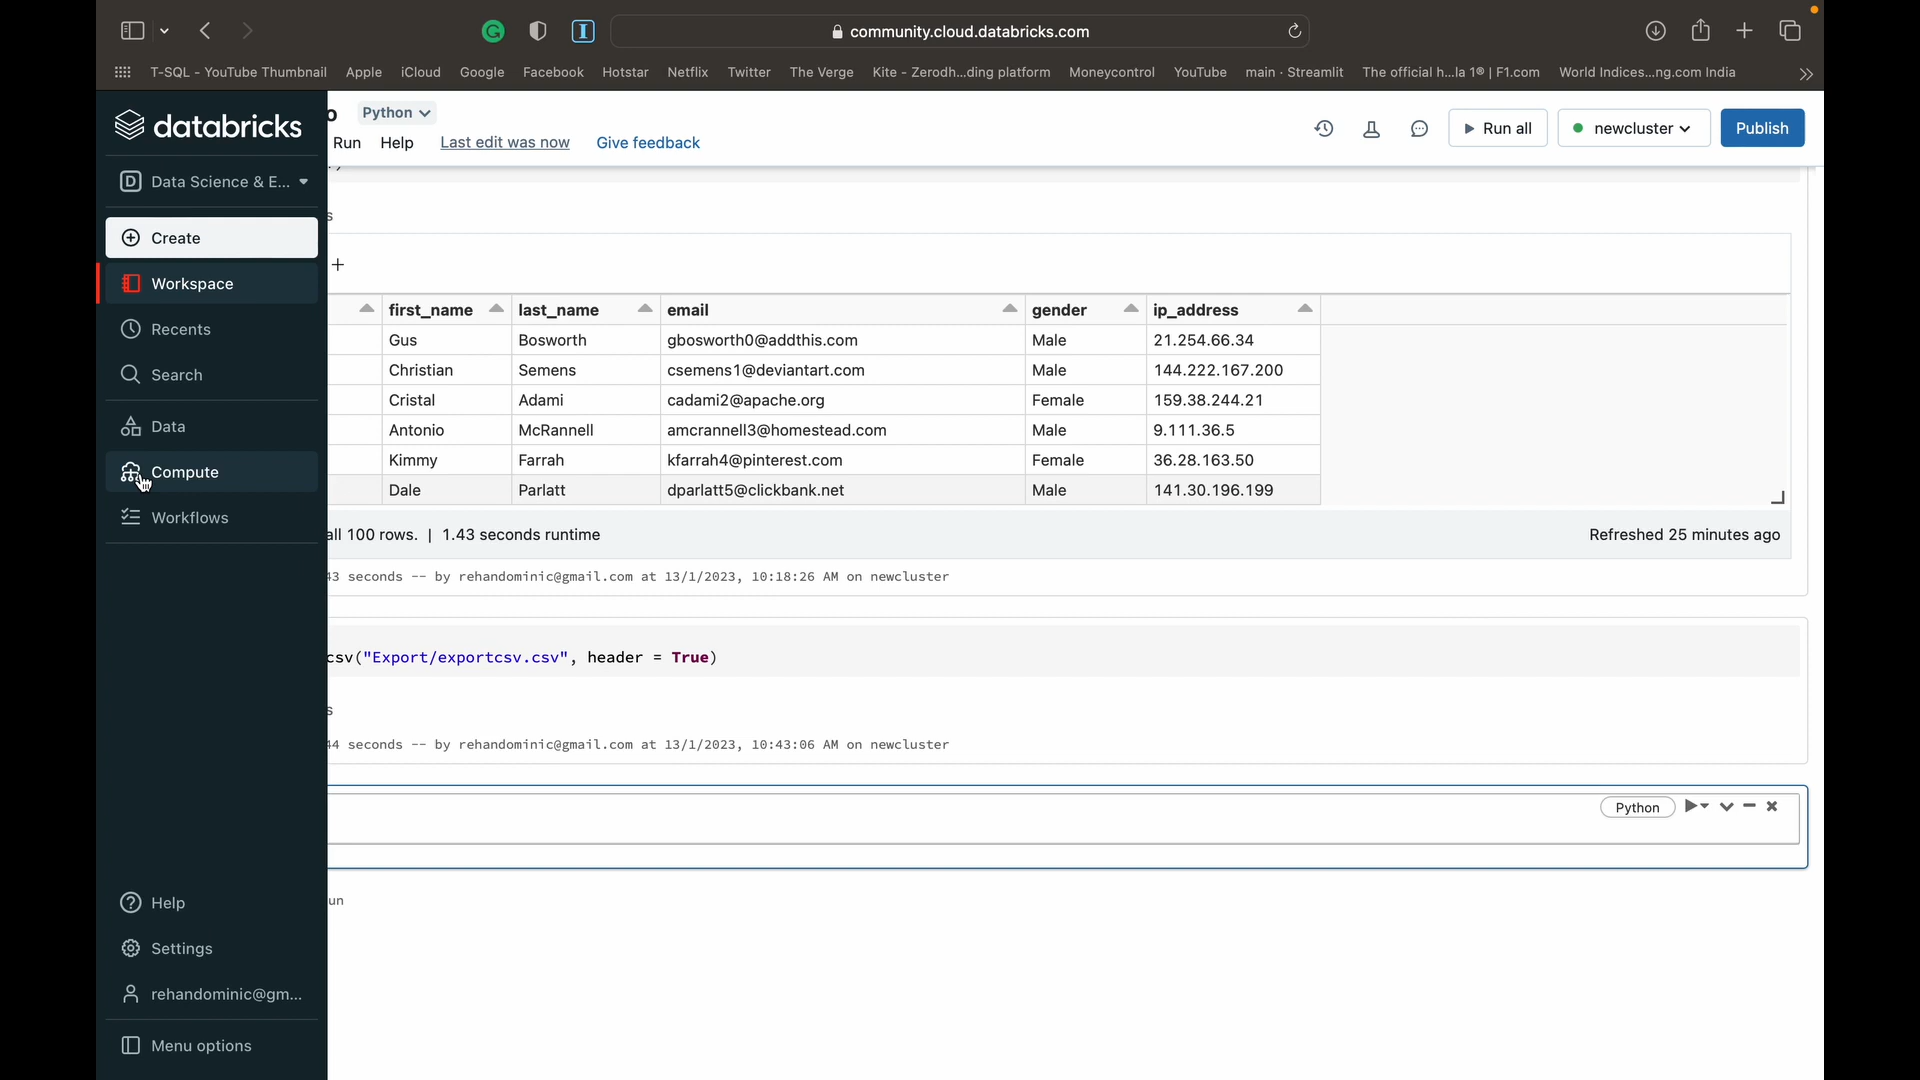 community.cloud.databricks.com
T-SQL - YouTube Thumbnail Apple iCloud Google Facebook Hotstar Netflix Twitter The Verge Kite - Zerodh...ding platform Moneycontrol YouTube main · Streamlit The official h...la 1® | F1.com World Indices...ng.com India
databricks
o Python
Run Help Last edit was now Give feedback
Run all newcluster Publish
D Data Science & E...
Create
Workspace
Recents
Search
Data
Compute
Workflows
s
+
first_name last_name email gender ip_address
Gus Bosworth gbosworth0@addthis.com Male 21.254.66.34
Christian Semens csemens1@deviantart.com Male 144.222.167.200
Cristal Adami cadami2@apache.org Female 159.38.244.21
Antonio McRannell amcrannell3@homestead.com Male 9.111.36.5
Kimmy Farrah kfarrah4@pinterest.com Female 36.28.163.50
Dale Parlatt dparlatt5@clickbank.net Male 141.30.196.199
all 100 rows. | 1.43 seconds runtime Refreshed 25 minutes ago
43 seconds -- by rehandominic@gmail.com at 13/1/2023, 10:18:26 AM on newcluster
csv("Export/exportcsv.csv", header = True)
s
44 seconds -- by rehandominic@gmail.com at 13/1/2023, 10:43:06 AM on newcluster
Python
un
Help
Settings
rehandominic@gm...
Menu options